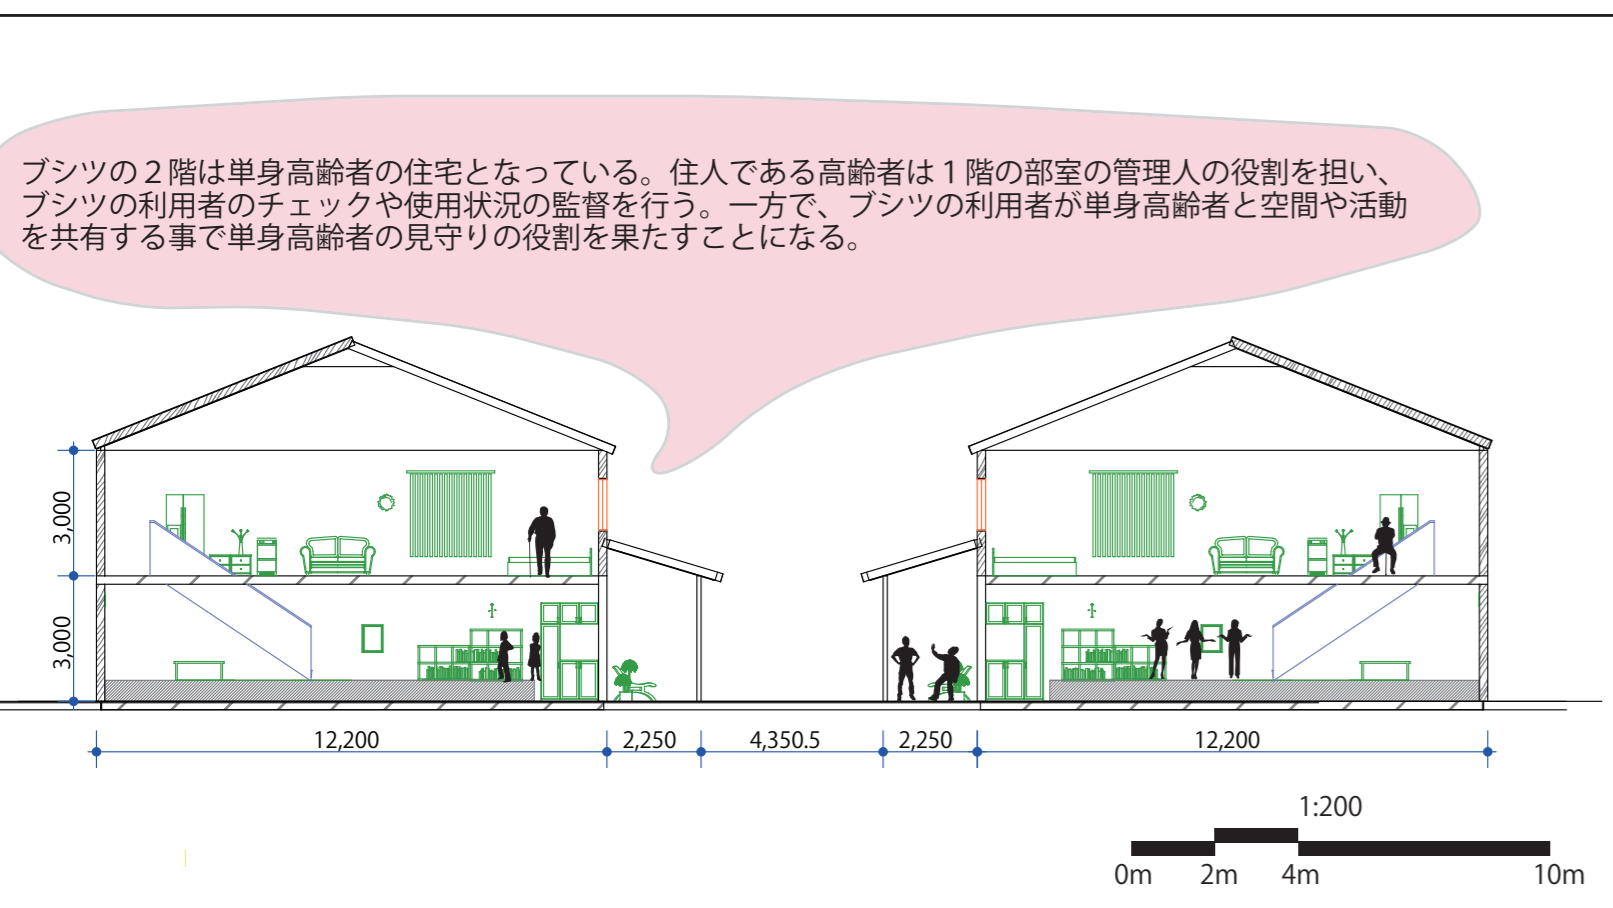 ブシツの2階は単身高齢者の住宅となっている。住人である高齢者は1階の部室の管理人の役割を担い、
ブシツの利用者のチェックや使用状況の監督を行う。一方で、ブシツの利用者が単身高齢者と空間や活動
を共有する事で単身高齢者の見守りの役割を果たすことになる。
3,000
3,000
12,200 2,250 4,350.5 2,250 12,200
1:200
0m 2m 4m 10m